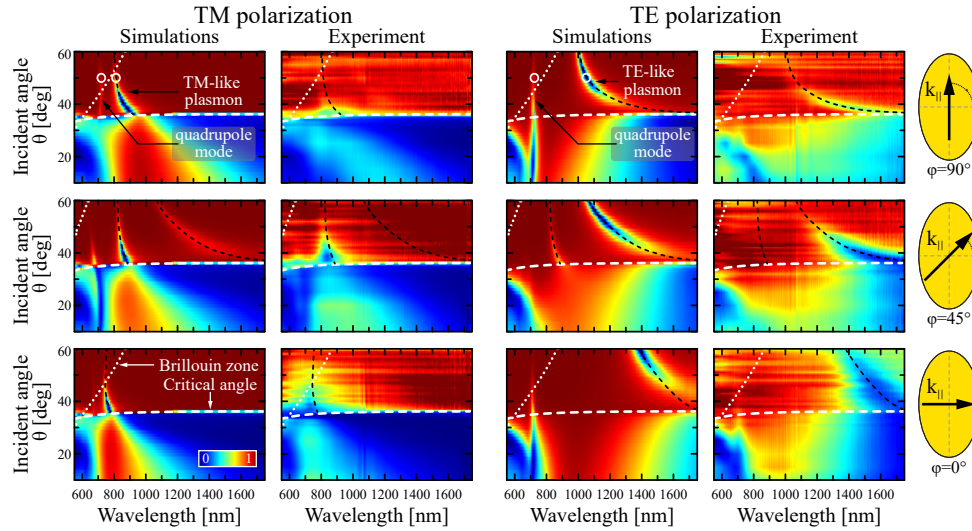 TM polarization TE polarization
Simulations Experiment Simulations Experiment
Incident angle
θ [deg]
60
40
20
TM-like
plasmon
quadrupole
mode
TE-like
plasmon
quadrupole
mode
k||
φ=90°
Incident angle
θ [deg]
60
40
20
k||
φ=45°
Incident angle
θ [deg]
60
40
20
Brillouin zone
Critical angle
0 1
k||
φ=0°
600 800 1000 1200 1400 1600 600 800 1000 1200 1400 1600 600 800 1000 1200 1400 1600 600 800 1000 1200 1400 1600
Wavelength [nm] Wavelength [nm] Wavelength [nm] Wavelength [nm]